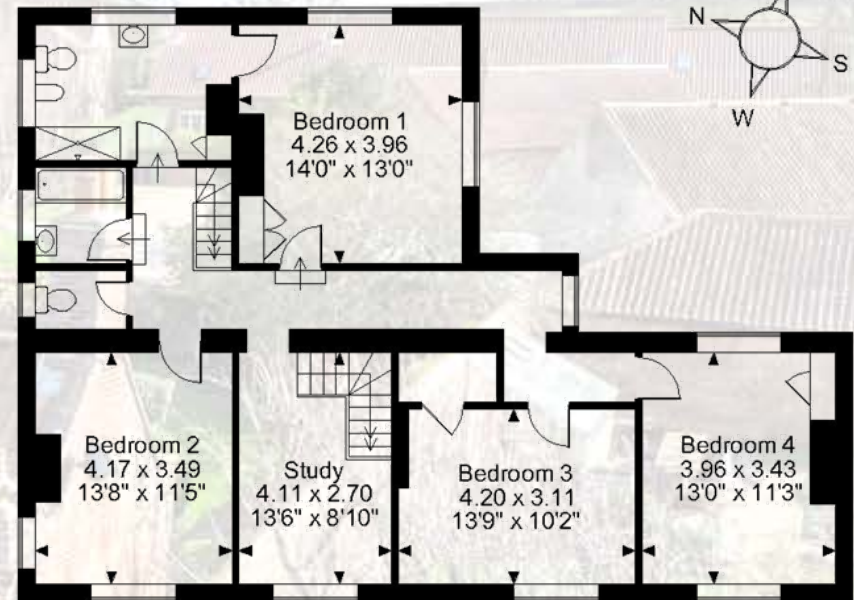 N
S
W
Bedroom 1
4.26 x 3.96
14'0" x 13'0"
Bedroom 2
4.17 x 3.49
13'8" x 11'5"
Study
4.11 x 2.70
13'6" x 8'10"
Bedroom 3
4.20 x 3.11
13'9" x 10'2"
Bedroom 4
3.96 x 3.43
13'0" x 11'3"